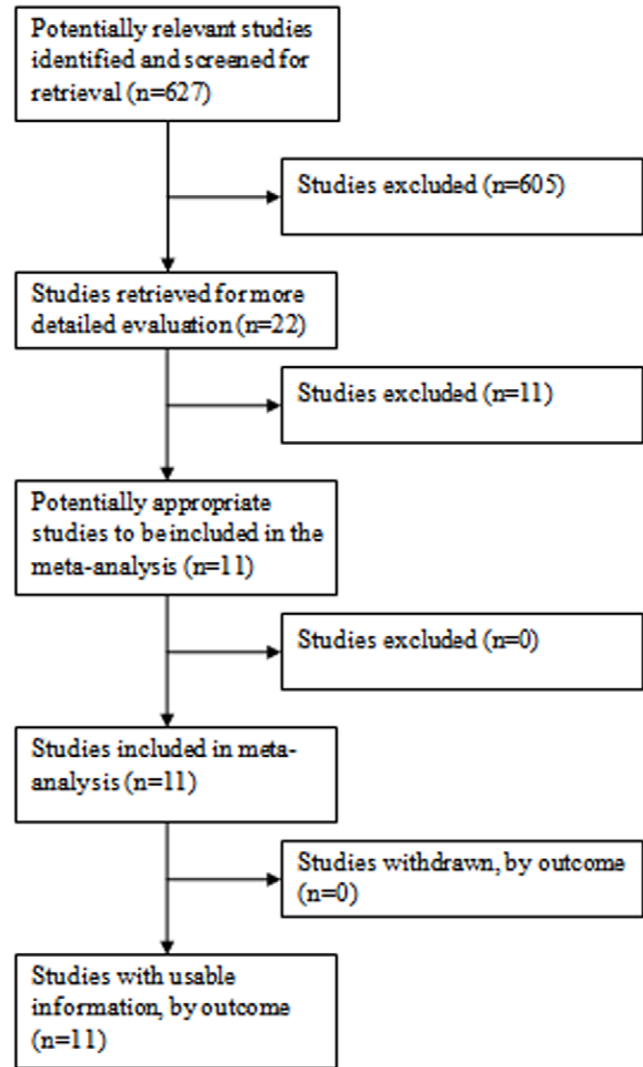 Potentially relevant studies
identified and screened for
retrieval (n=627)
Studies excluded (n=605)
Studies retrieved for more
detailed evaluation (n=22)
Studies excluded (n=11)
Potentially appropriate
studies to be included in the
meta-analysis (n=11)
Studies excluded (n=0)
Studies included in meta-
analysis (n=11)
Studies withdrawn, by outcome
(n=0)
Studies with usable
information, by outcome
(n=11)